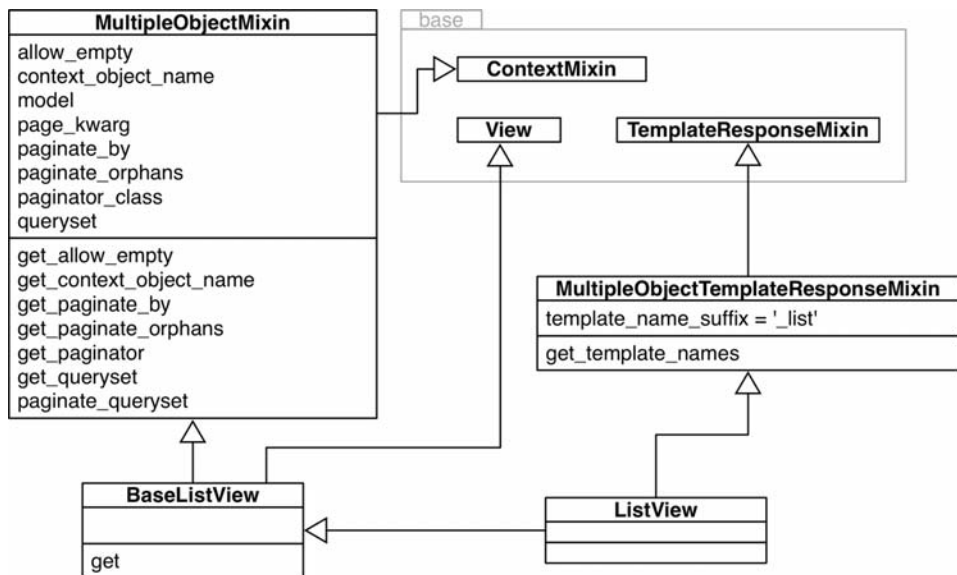 MultipleObjectMixin
allow_empty
context_object_name
model
page_kwarg
paginate_by
paginate_orphans
paginator_class
queryset
get_allow_empty
get_context_object_name
get_paginate_by
get_paginate_orphans
get_paginator
get_queryset
paginate_queryset
base
ContextMixin
View
TemplateResponseMixin
MultipleObjectTemplateResponseMixin
template_name_suffix = '_list'
get_template_names
BaseListView
get
ListView